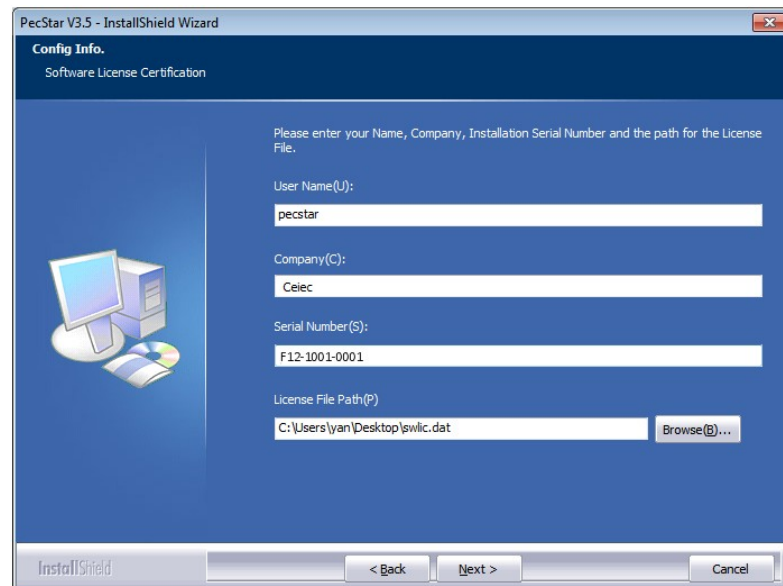 PecStar V3.5 - InstallShield Wizard
Config Info.
Software License Certification
Please enter your Name, Company, Installation Serial Number and the path for the License
File.
User Name(U):
pecstar
Company(C):
Ceiec
Serial Number(S):
F12-1001-0001
License File Path(P)
C:\Users\yan\Desktop\swlic.dat
Browse(B)...
InstallShield
< Back
Next >
Cancel